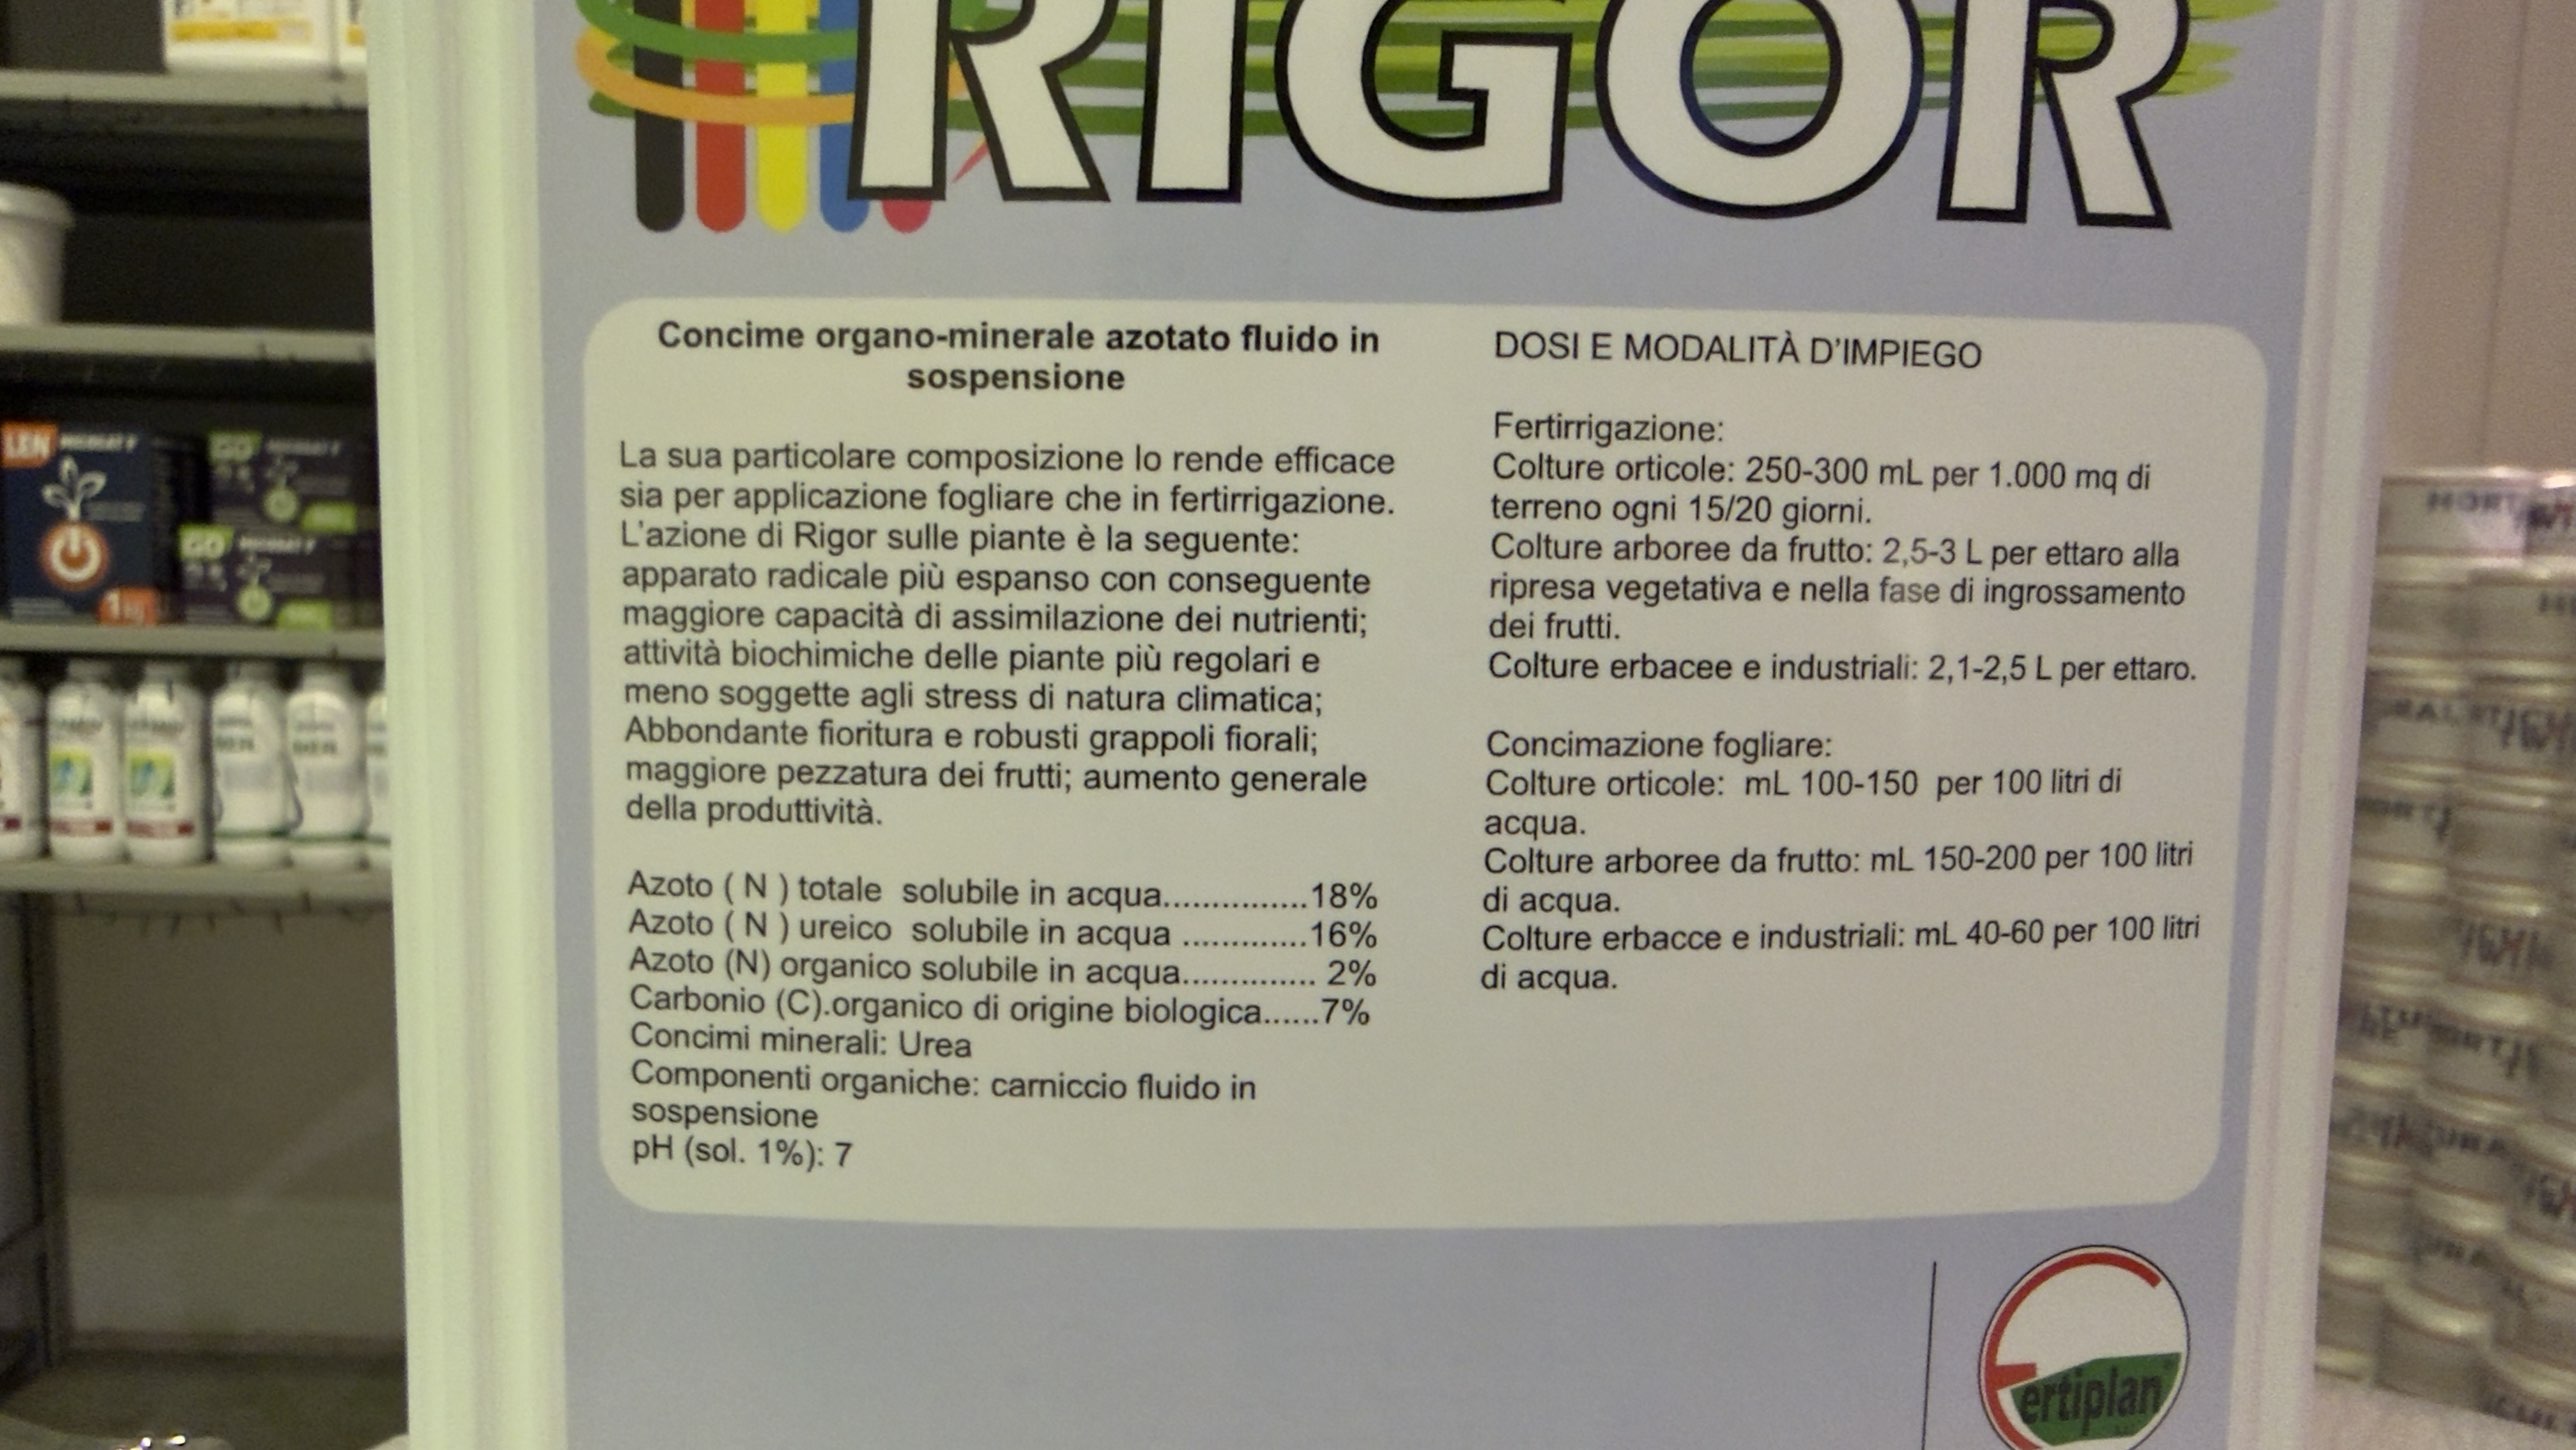 RIGOR
Concime organo-minerale azotato fluido in
sospensione
La sua particolare composizione lo rende efficace
sia per applicazione fogliare che in fertirrigazione.
L'azione di Rigor sulle piante è la seguente:
apparato radicale più espanso con conseguente
maggiore capacità di assimilazione dei nutrienti;
attività biochimiche delle piante più regolari e
meno soggette agli stress di natura climatica;
Abbondante fioritura e robusti grappoli fiorali;
maggiore pezzatura dei frutti; aumento generale
della produttività.
Azoto ( N ) totale  solubile in acqua...............18%
Azoto ( N ) ureico  solubile in acqua .............16%
Azoto (N) organico solubile in acqua.............. 2%
Carbonio (C).organico di origine biologica......7%
Concimi minerali: Urea
Componenti organiche: carniccio fluido in
sospensione
pH (sol. 1%): 7
DOSI E MODALITÀ D'IMPIEGO
Fertirrigazione:
Colture orticole: 250-300 mL per 1.000 mq di
terreno ogni 15/20 giorni.
Colture arboree da frutto: 2,5-3 L per ettaro alla
ripresa vegetativa e nella fase di ingrossamento
dei frutti.
Colture erbacee e industriali: 2,1-2,5 L per ettaro.
Concimazione fogliare:
Colture orticole:  mL 100-150  per 100 litri di
acqua.
Colture arboree da frutto: mL 150-200 per 100 litri
di acqua.
Colture erbacce e industriali: mL 40-60 per 100 litri
di acqua.
Fertiplan
LEN
GO
GO